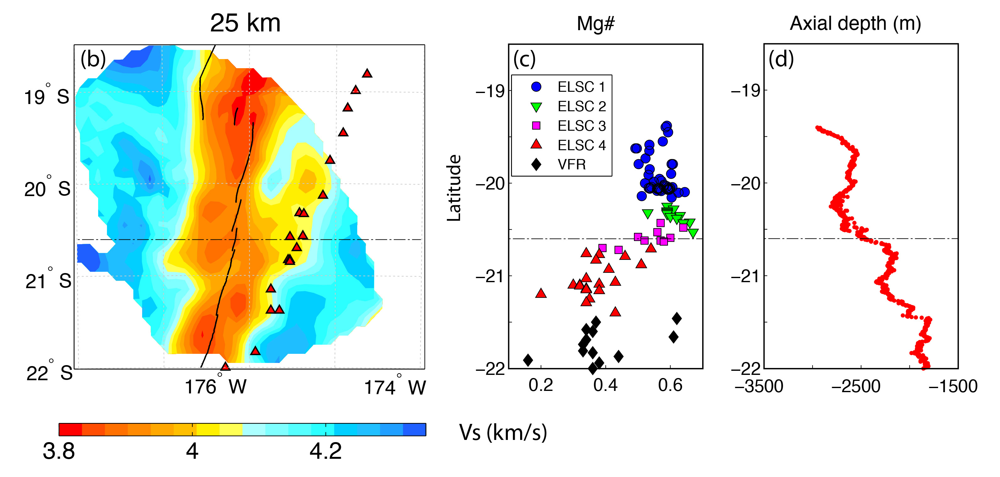 25 km
(b)
19° S
20° S
21° S
22° S
176° W
174° W
3.8
4
4.2
Vs (km/s)
Mg#
(c)
ELSC 1
ELSC 2
ELSC 3
ELSC 4
VFR
Latitude
−19
−20
−21
−22
0.2
0.4
0.6
Axial depth (m)
(d)
−19
−20
−21
−22
−3500
−2500
−1500